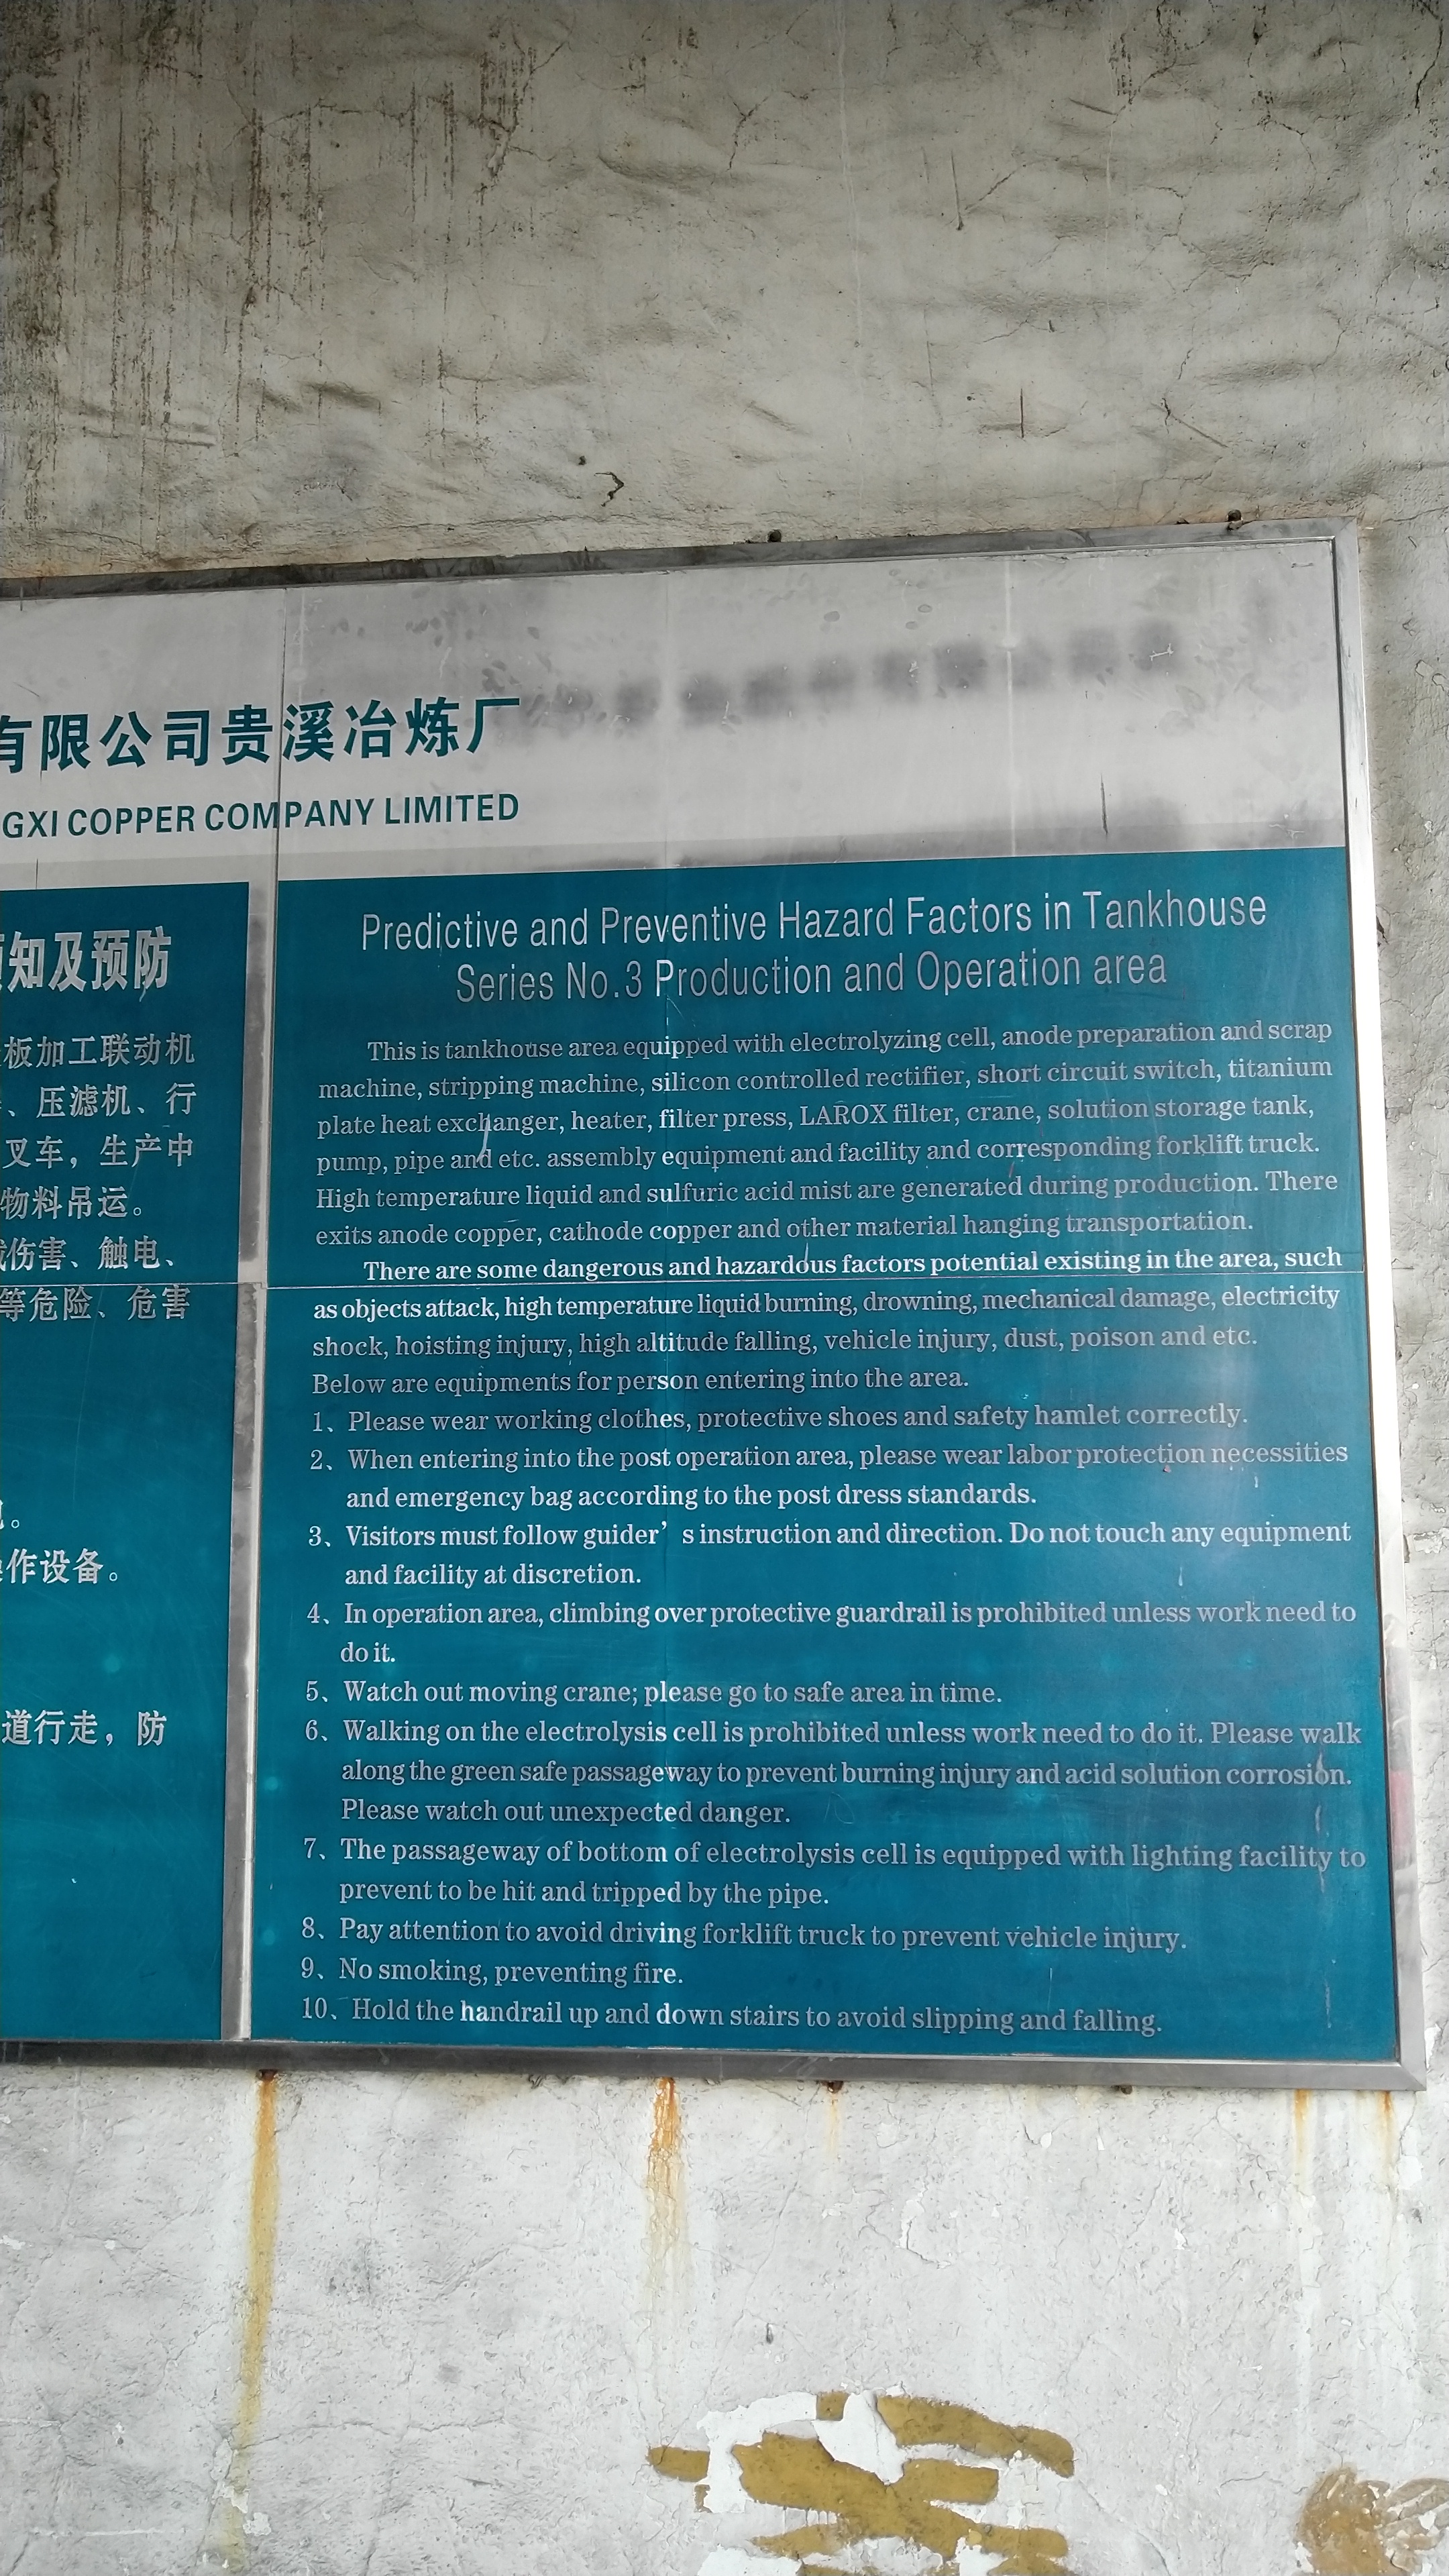 有限公司贵溪冶炼厂
GXI COPPER COMPANY LIMITED
知及预防
板加工联动机
、压滤机、行
叉车，生产中
物料吊运。
伤害、触电、
等危险、危害
。
作设备。
道行走，防
Predictive and Preventive Hazard Factors in Tankhouse
Series No.3 Production and Operation area
This is tankhouse area equipped with electrolyzing cell, anode preparation and scrap
machine, stripping machine, silicon controlled rectifier, short circuit switch, titanium
plate heat exchanger, heater, filter press, LAROX filter, crane, solution storage tank,
pump, pipe and etc. assembly equipment and facility and corresponding forklift truck.
High temperature liquid and sulfuric acid mist are generated during production. There
exits anode copper, cathode copper and other material hanging transportation.
There are some dangerous and hazardous factors potential existing in the area, such
as objects attack, high temperature liquid burning, drowning, mechanical damage, electricity
shock, hoisting injury, high altitude falling, vehicle injury, dust, poison and etc.
Below are equipments for person entering into the area.
1、Please wear working clothes, protective shoes and safety hamlet correctly.
2、When entering into the post operation area, please wear labor protection necessities
and emergency bag according to the post dress standards.
3、Visitors must follow guider’s instruction and direction. Do not touch any equipment
and facility at discretion.
4、In operation area, climbing over protective guardrail is prohibited unless work need to
do it.
5、Watch out moving crane; please go to safe area in time.
6、Walking on the electrolysis cell is prohibited unless work need to do it. Please walk
along the green safe passageway to prevent burning injury and acid solution corrosion.
Please watch out unexpected danger.
7、The passageway of bottom of electrolysis cell is equipped with lighting facility to
prevent to be hit and tripped by the pipe.
8、Pay attention to avoid driving forklift truck to prevent vehicle injury.
9、No smoking, preventing fire.
10、Hold the handrail up and down stairs to avoid slipping and falling.